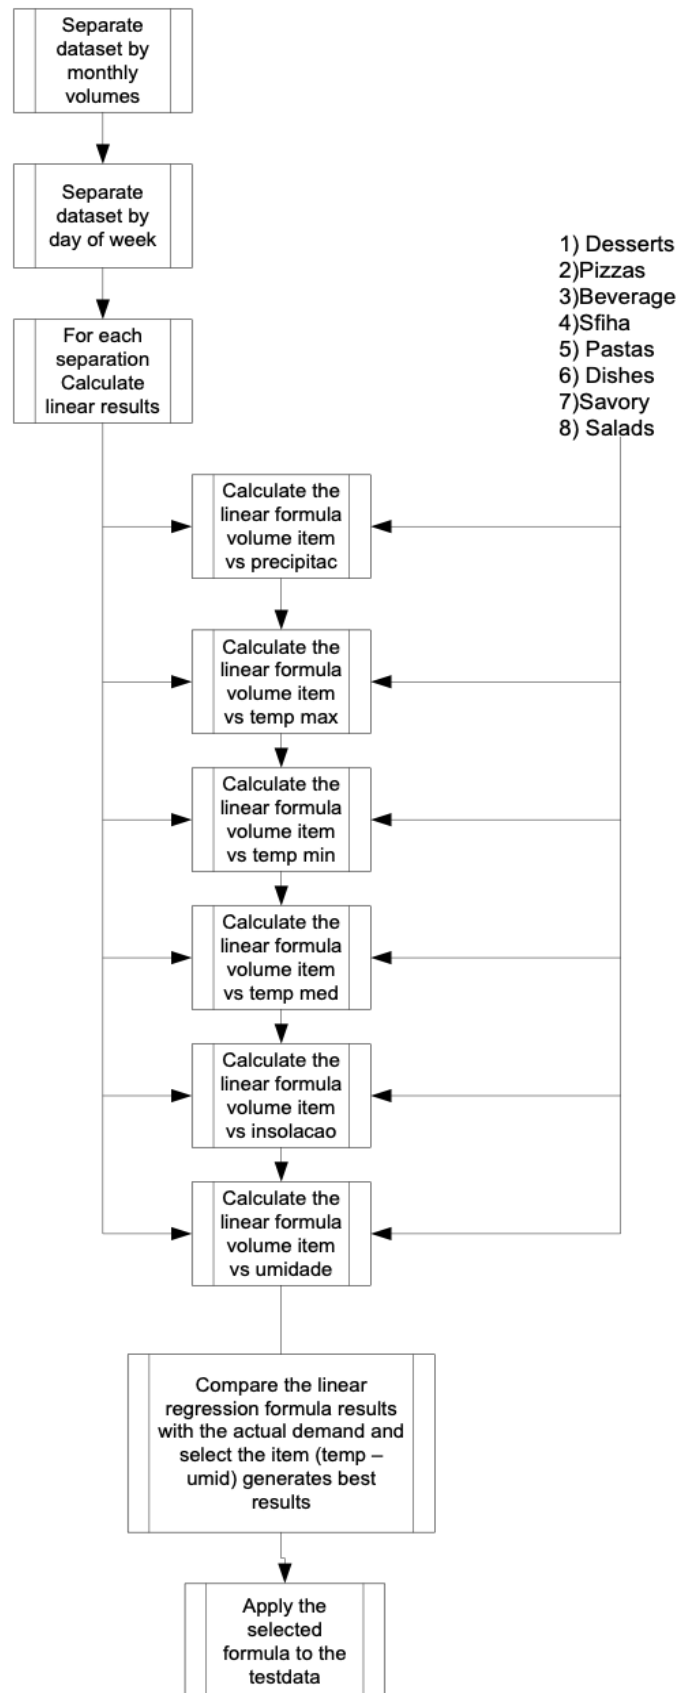 Separate
dataset by
monthly
volumes
Separate
dataset by
day of week
For each
separation
Calculate
linear results
1) Desserts
2)Pizzas
3)Beverage
4)Sfiha
5) Pastas
6) Dishes
7)Savory
8) Salads
Calculate the
linear formula
volume item
vs precipitac
Calculate the
linear formula
volume item
vs temp max
Calculate the
linear formula
volume item
vs temp min
Calculate the
linear formula
volume item
vs temp med
Calculate the
linear formula
volume item
vs insolacao
Calculate the
linear formula
volume item
vs umidade
Compare the linear
regression formula results
with the actual demand and
select the item (temp –
umid) generates best
results
Apply the
selected
formula to the
testdata